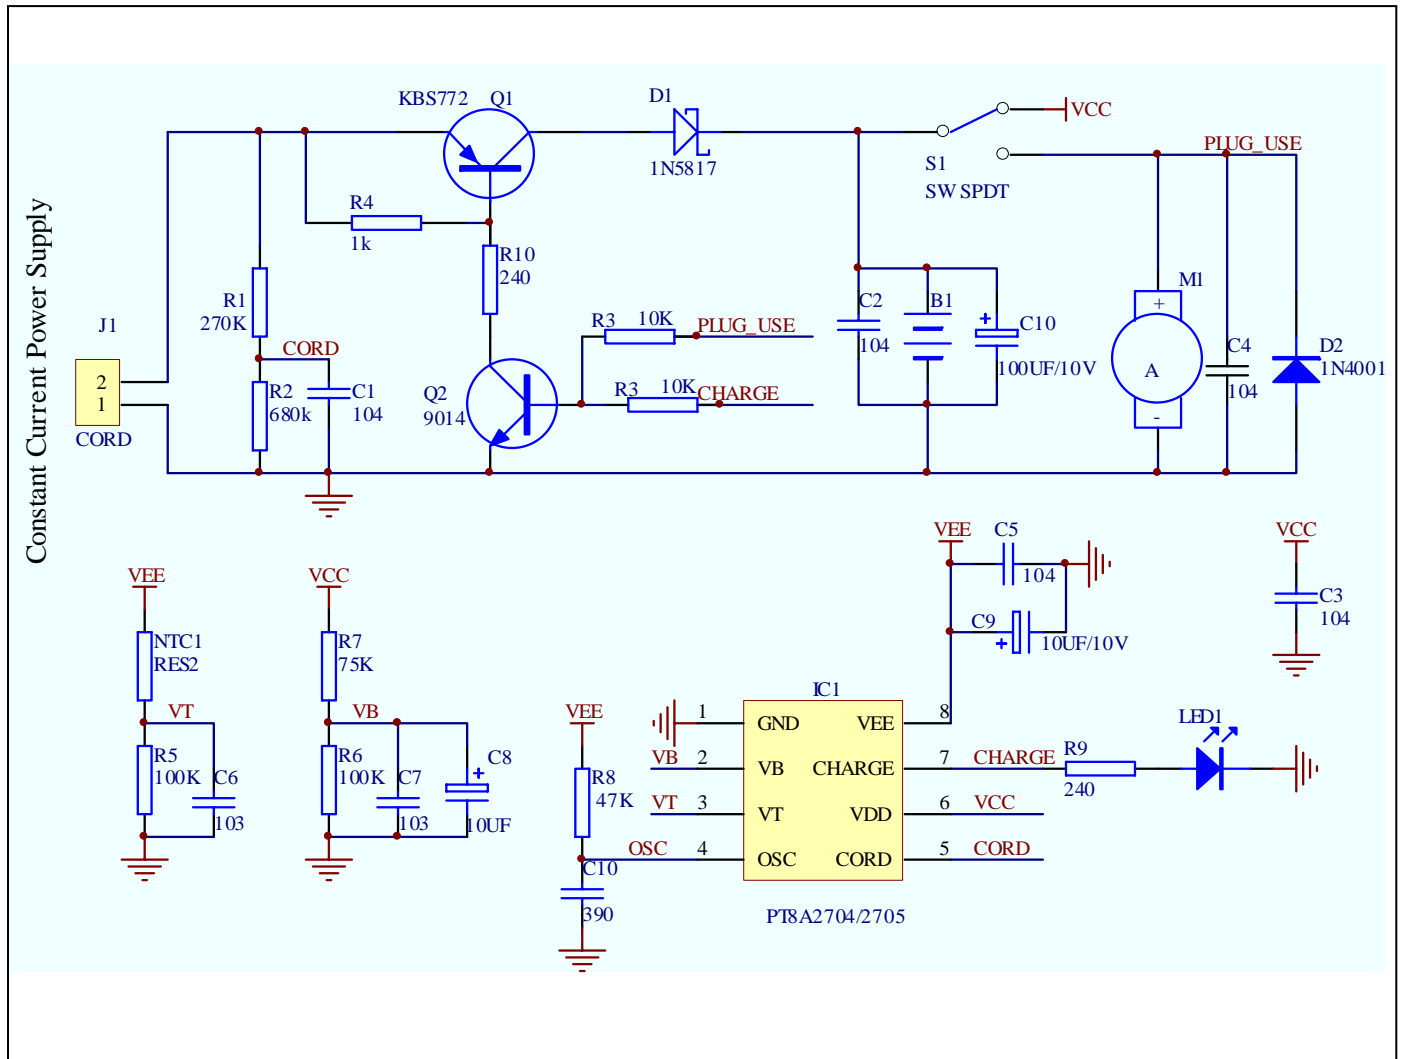 Constant Current Power Supply
KBS772 Q1
D1
1N5817
VCC
S1
SW SPDT
PLUG_USE
R4
1k
R10
240
R1
270K
J1
2
1
CORD
CORD
R2
680k
C1
104
Q2
9014
R3 10K PLUG_USE
R3 10K CHARGE
C2
104
B1
+
C10
100UF/10V
M1
+
A
-
C4
104
D2
1N4001
VEE
NTC1
RES2
VT
R5
100K
C6
103
VCC
R7
75K
VB
R6
100K
C7
103
C8
+
10UF
VEE
C5
104
C9
+
10UF/10V
VCC
C3
104
VEE
R8
47K
OSC
C10
390
IC1
1 GND VEE 8
VB 2 VB CHARGE 7 CHARGE
VT 3 VT VDD 6 VCC
4 OSC CORD 5 CORD
PT8A2704/2705
R9
240
LED1